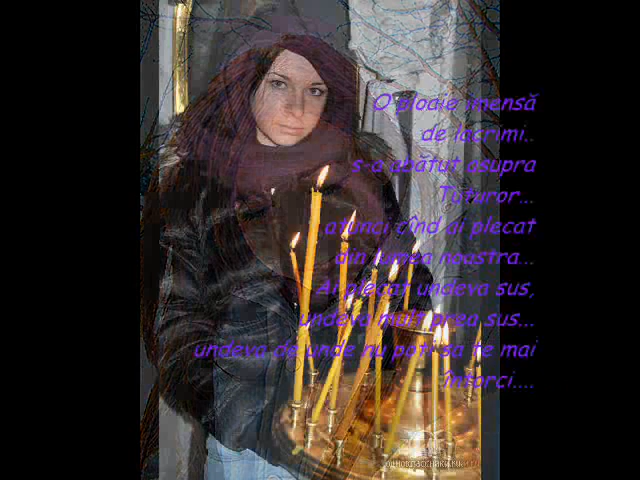 O ploaie imensă
de lacrimi..
s-a abătut asupra
Tuturor...
atunci cînd ai plecat
din lumea noastra...
Ai plecat undeva sus,
undeva mult prea sus...
undeva de unde nu poti sa te mai
întorci....